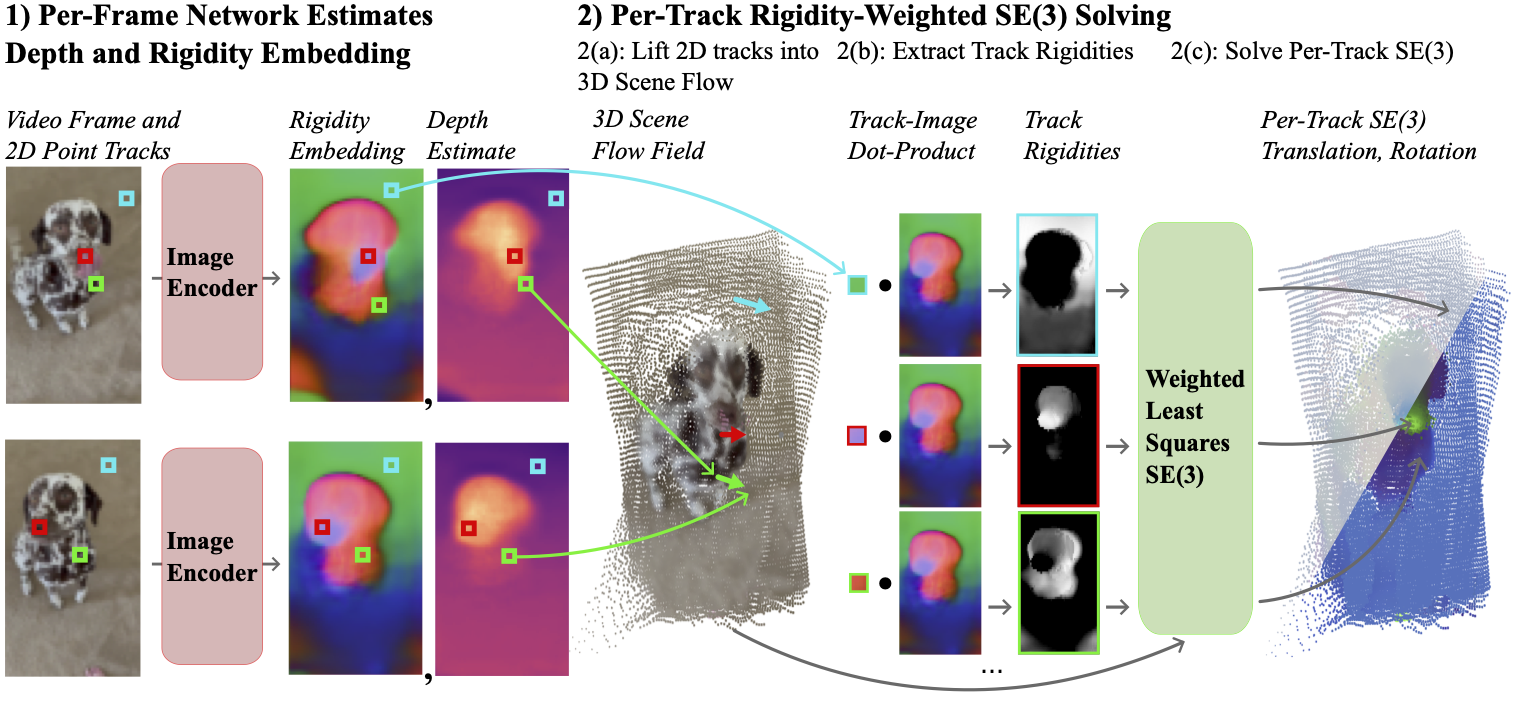 1) Per-Frame Network Estimates
Depth and Rigidity Embedding
2) Per-Track Rigidity-Weighted SE(3) Solving
2(a): Lift 2D tracks into
3D Scene Flow
2(b): Extract Track Rigidities
2(c): Solve Per-Track SE(3)
Video Frame and
2D Point Tracks
Rigidity
Embedding
Depth
Estimate
3D Scene
Flow Field
Track-Image
Dot-Product
Track
Rigidities
Per-Track SE(3)
Translation, Rotation
Image
Encoder
,
Image
Encoder
,
Weighted
Least
Squares
SE(3)
...